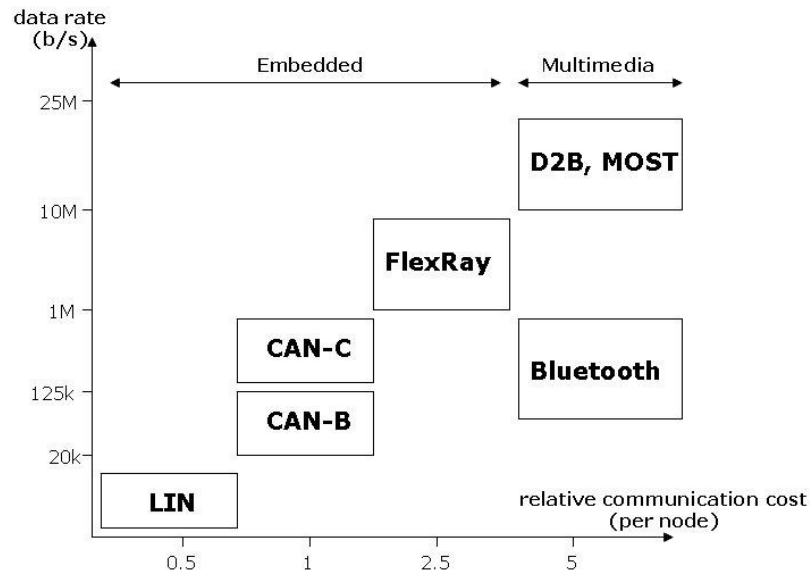 data rate
(b/s)
Embedded
Multimedia
25M
D2B, MOST
10M
FlexRay
1M
CAN-C
Bluetooth
125k
CAN-B
20k
LIN
relative communication cost
(per node)
0.5
1
2.5
5